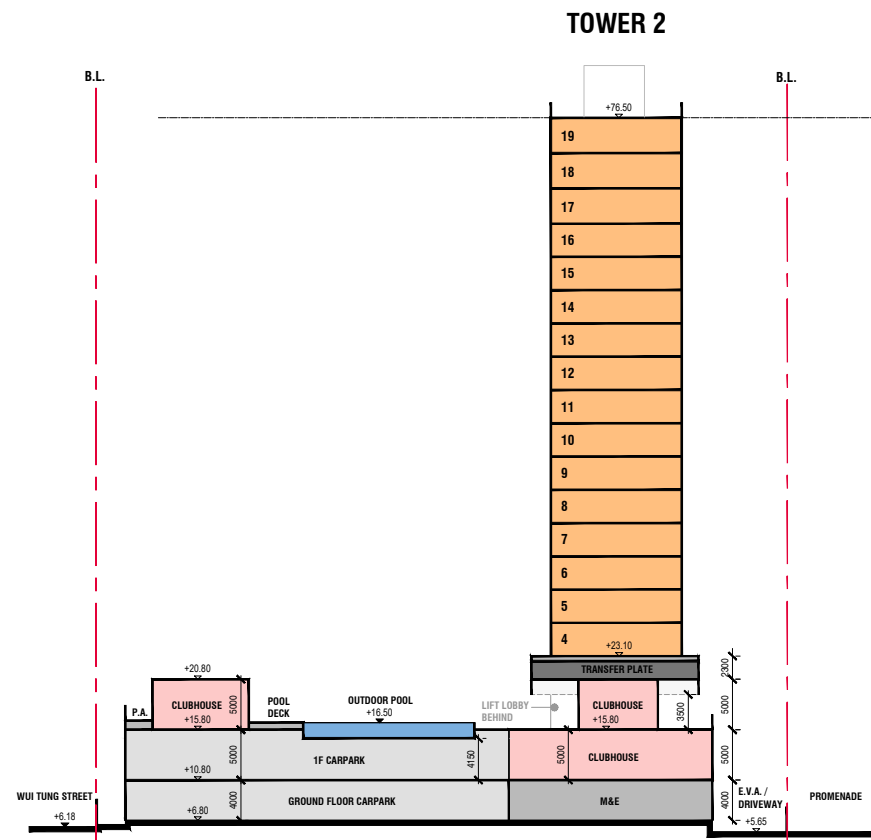 TOWER 2
B.L.
B.L.
+76.50
19
18
17
16
15
14
13
12
11
10
9
8
7
6
5
4
+23.10
TRANSFER PLATE
2300
+20.80
CLUBHOUSE
5000
+15.80
P.A.
POOL
DECK
OUTDOOR POOL
+16.50
LIFT LOBBY
BEHIND
CLUBHOUSE
+15.80
3500
5000
1F CARPARK
5000
4150
5000
CLUBHOUSE
5000
+10.80
GROUND FLOOR CARPARK
4000
+6.80
M&E
4000
WUI TUNG STREET
+6.18
E.V.A. /
DRIVEWAY
+5.65
PROMENADE